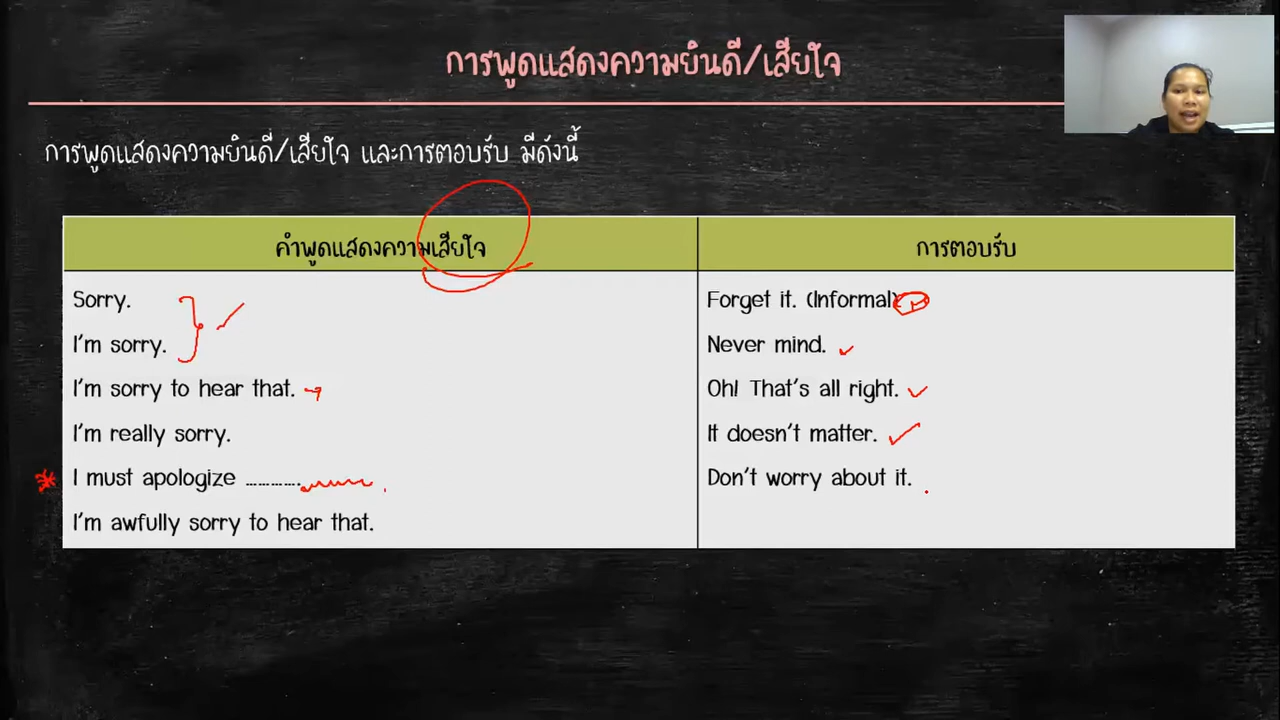 การพูดแสดงความยินดี/เสียใจ
การพูดแสดงความยินดี/เสียใจ และการตอบรับ มีดังนี้
คำพูดแสดงความเสียใจ
การตอบรับ
Sorry.
Forget it. (Informal)
I'm sorry.
Never mind.
I'm sorry to hear that.
Oh! That's all right.
I'm really sorry.
It doesn't matter.
I must apologize .............
Don't worry about it.
I'm awfully sorry to hear that.